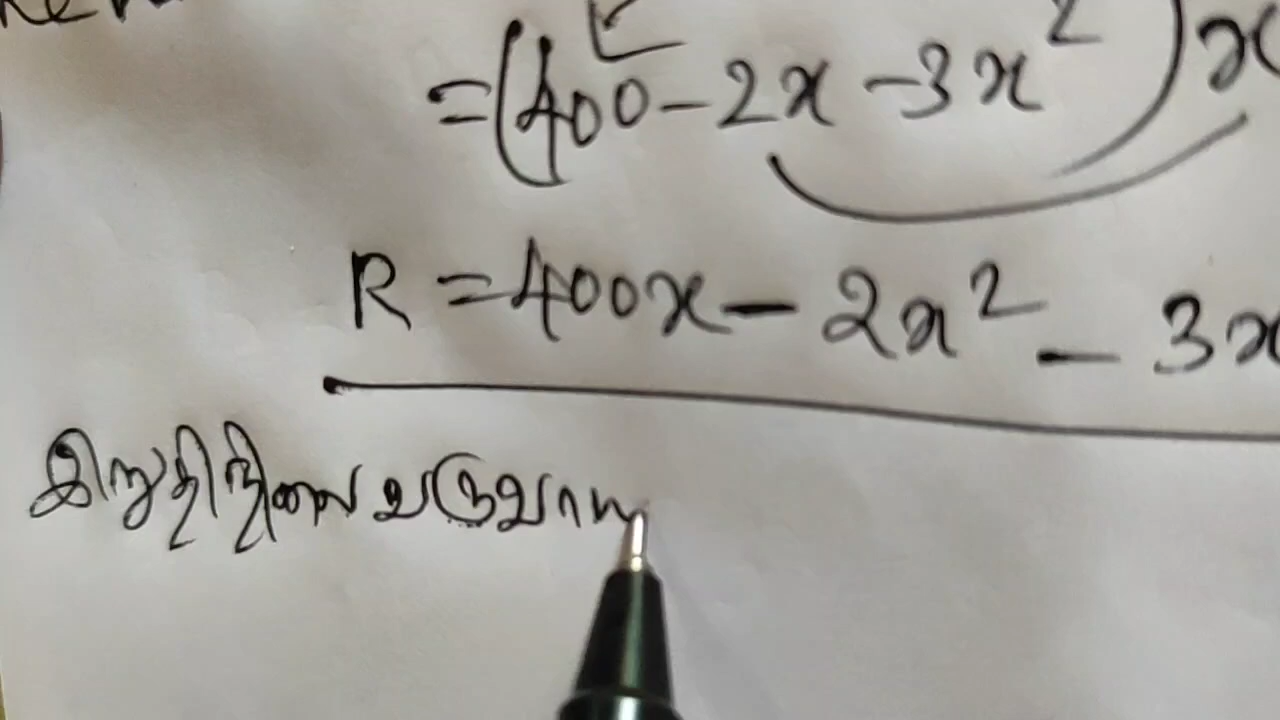 =(400-2x-3x²)x
R = 400x - 2x² - 3x
இறுதிநிலை வருவாய